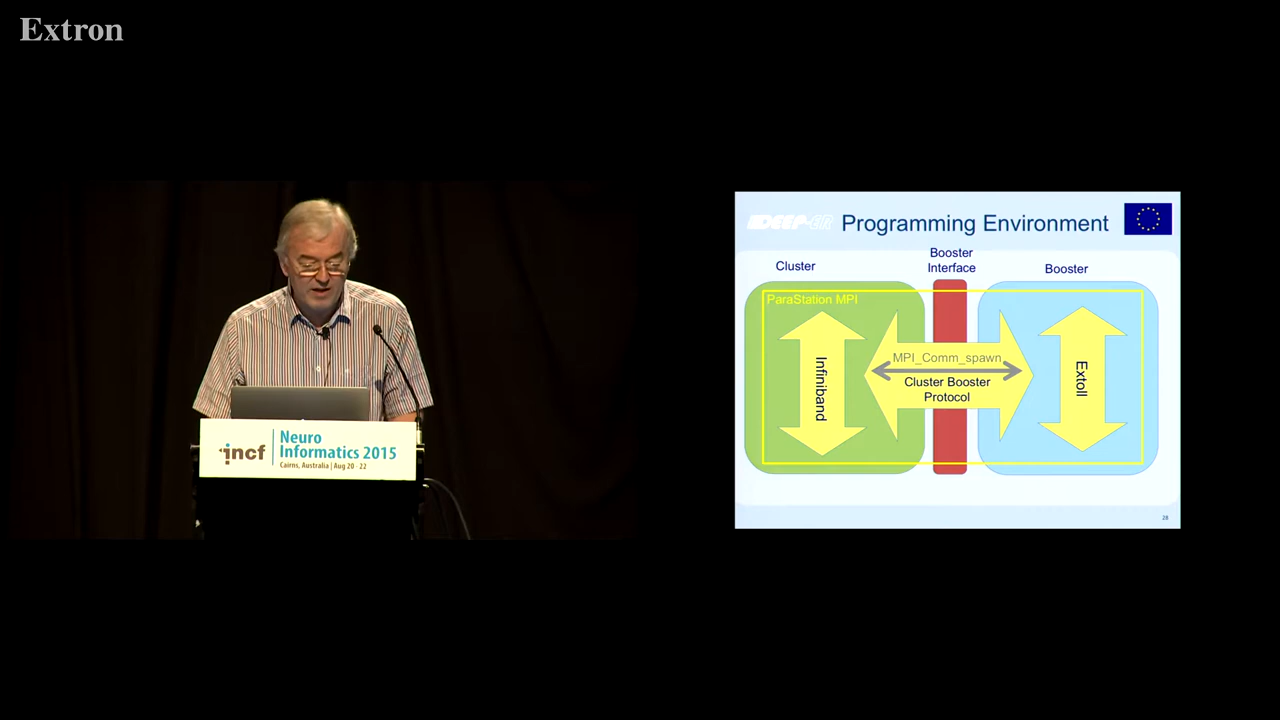 Extron
incf
Neuro
Informatics 2015
Cairns, Australia | Aug 20 - 22
DEEP-ER
Programming Environment
Cluster
Booster
Interface
Booster
ParaStation MPI
Infiniband
MPI_Comm_spawn
Cluster Booster
Protocol
Extoll
28